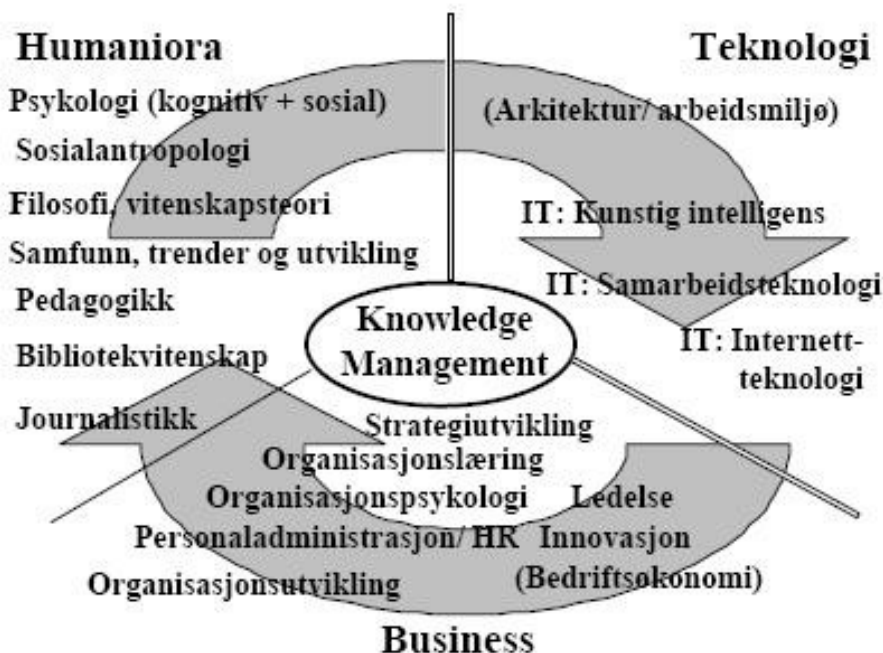 Humaniora
Psykologi (kognitiv + sosial)
Sosialantropologi
Filosofi, vitenskapsteori
Samfunn, trender og utvikling
Pedagogikk
Bibliotekvitenskap
Journalistikk
Teknologi
(Arkitektur/ arbeidsmiljø)
IT: Kunstig intelligens
IT: Samarbeidsteknologi
IT: Internett-
teknologi
Knowledge
Management
Strategiutvikling
Organisasjonslæring
Organisasjonspsykologi
Ledelse
Personaladministrasjon/ HR
Innovasjon
Organisasjonsutvikling
(Bedriftsøkonomi)
Business